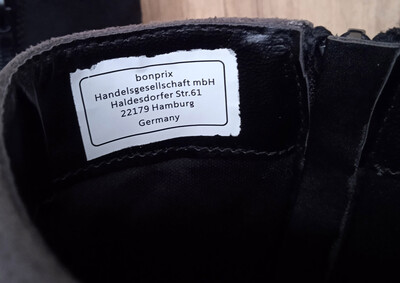 bonprix
Handelsgesellschaft mbH
Haldesdorfer Str.61
22179 Hamburg
Germany